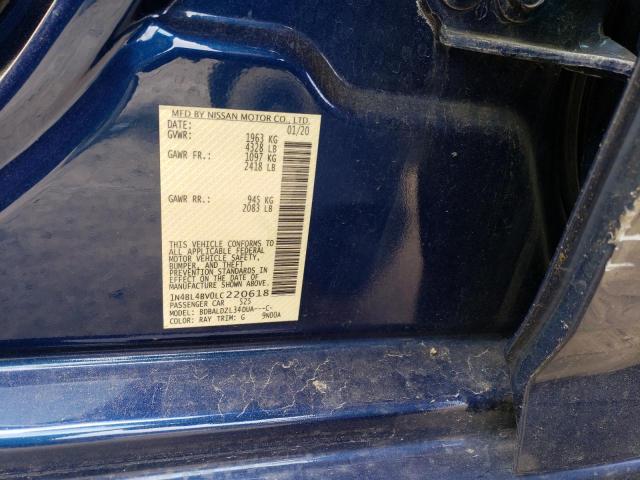 MFD BY NISSAN MOTOR CO., LTD.
DATE: 01/20
GVWR: 1963 KG
4328 LB
GAWR FR.: 1097 KG
2418 LB
GAWR RR.: 945 KG
2083 LB
THIS VEHICLE CONFORMS TO
ALL APPLICABLE FEDERAL
MOTOR VEHICLE SAFETY,
BUMPER, AND THEFT
PREVENTION STANDARDS IN
EFFECT ON THE DATE OF
MANUFACTURE SHOWN ABOVE.
1N4BL4BV0LC220618
PASSENGER CAR 525
MODEL: BDBALDZL34OUA---C-
COLOR: RAY TRIM: G 9N00A